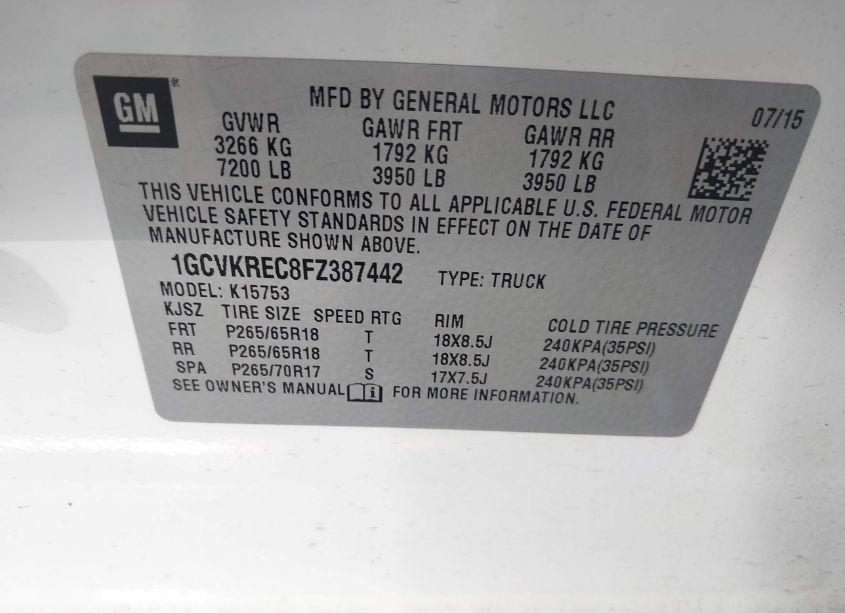 GM®
MFD BY GENERAL MOTORS LLC 07/15
GVWR GAWR FRT GAWR RR
3266 KG 1792 KG 1792 KG
7200 LB 3950 LB 3950 LB
THIS VEHICLE CONFORMS TO ALL APPLICABLE U.S. FEDERAL MOTOR
VEHICLE SAFETY STANDARDS IN EFFECT ON THE DATE OF
MANUFACTURE SHOWN ABOVE.
1GCVKREC8FZ387442 TYPE: TRUCK
MODEL: K15753
KJSZ TIRE SIZE SPEED RTG RIM COLD TIRE PRESSURE
FRT P265/65R18 T 18X8.5J 240KPA(35PSI)
RR P265/65R18 T 18X8.5J 240KPA(35PSI)
SPA P265/70R17 S 17X7.5J 240KPA(35PSI)
SEE OWNER'S MANUAL i FOR MORE INFORMATION.